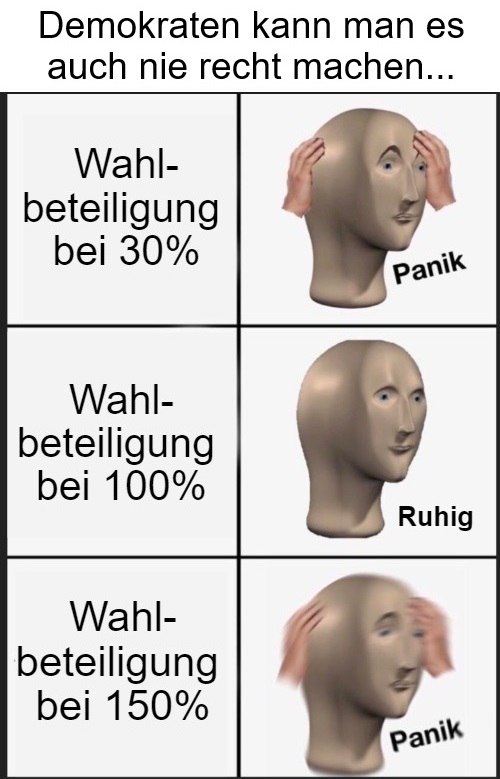 Demokraten kann man es
auch nie recht machen...
Wahl-
beteiligung
bei 30%
Panik
Wahl-
beteiligung
bei 100%
Ruhig
Wahl-
beteiligung
bei 150%
Panik